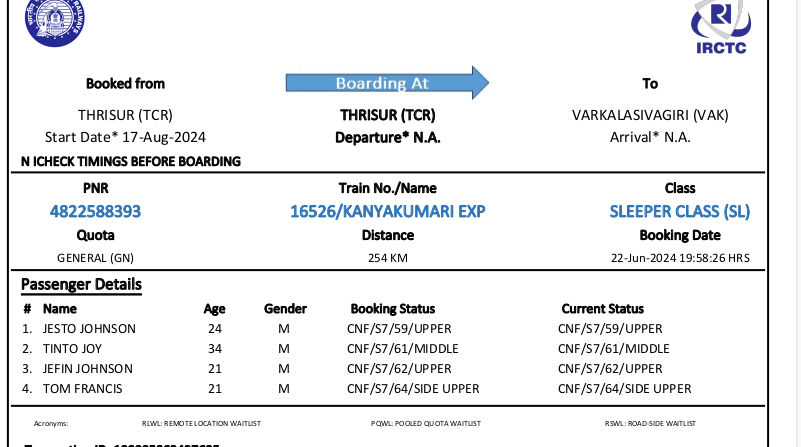 IRCTC
Booked from Boarding At To
THRISUR (TCR) THRISUR (TCR) VARKALASIVAGIRI (VAK)
Start Date* 17-Aug-2024 Departure* N.A. Arrival* N.A.
N ICHECK TIMINGS BEFORE BOARDING
PNR Train No./Name Class
4822588393 16526/KANYAKUMARI EXP SLEEPER CLASS (SL)
Quota Distance Booking Date
GENERAL (GN) 254 KM 22-Jun-2024 19:58:26 HRS
Passenger Details
# Name Age Gender Booking Status Current Status
1. JESTO JOHNSON 24 M CNF/S7/59/UPPER CNF/S7/59/UPPER
2. TINTO JOY 34 M CNF/S7/61/MIDDLE CNF/S7/61/MIDDLE
3. JEFIN JOHNSON 21 M CNF/S7/62/UPPER CNF/S7/62/UPPER
4. TOM FRANCIS 21 M CNF/S7/64/SIDE UPPER CNF/S7/64/SIDE UPPER
Acronyms: RLWL: REMOTE LOCATION WAITLIST PQWL: POOLED QUOTA WAITLIST RSWL: ROAD-SIDE WAITLIST